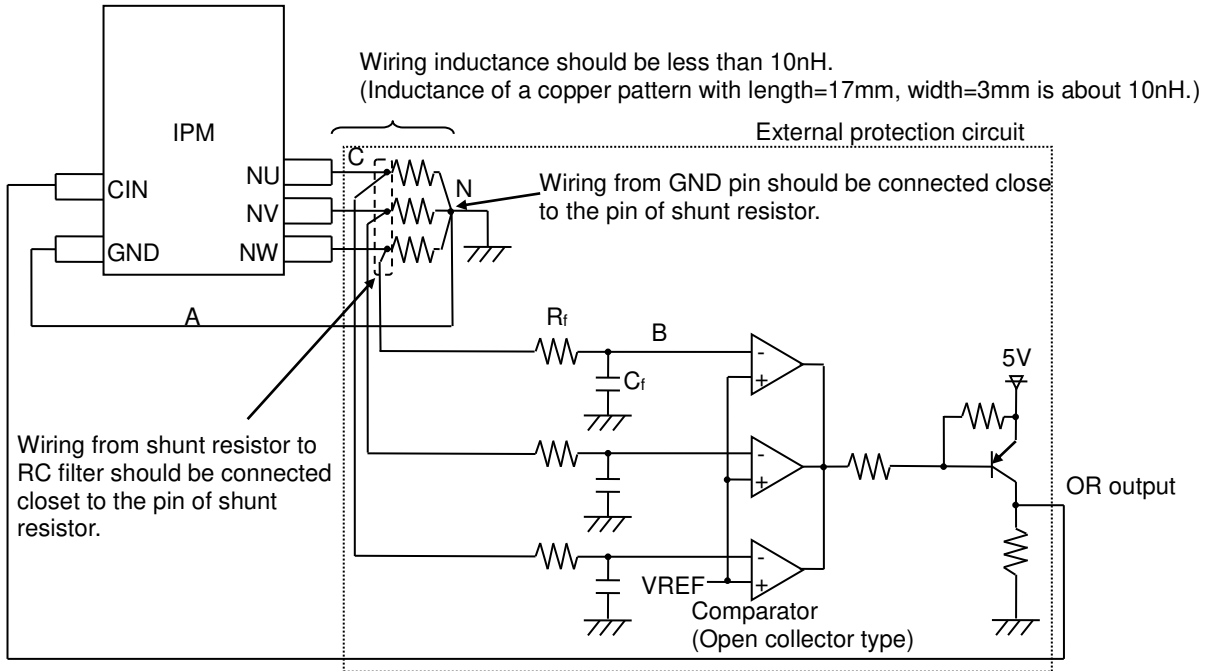 Wiring inductance should be less than 10nH.
(Inductance of a copper pattern with length=17mm, width=3mm is about 10nH.)
External protection circuit
IPM
C
CIN
NU
N
Wiring from GND pin should be connected close
to the pin of shunt resistor.
NV
GND
NW
A
Rf
B
-
+
5V
Cf
Wiring from shunt resistor to
RC filter should be connected
closet to the pin of shunt
resistor.
-
+
OR output
-
+
VREF
Comparator
(Open collector type)